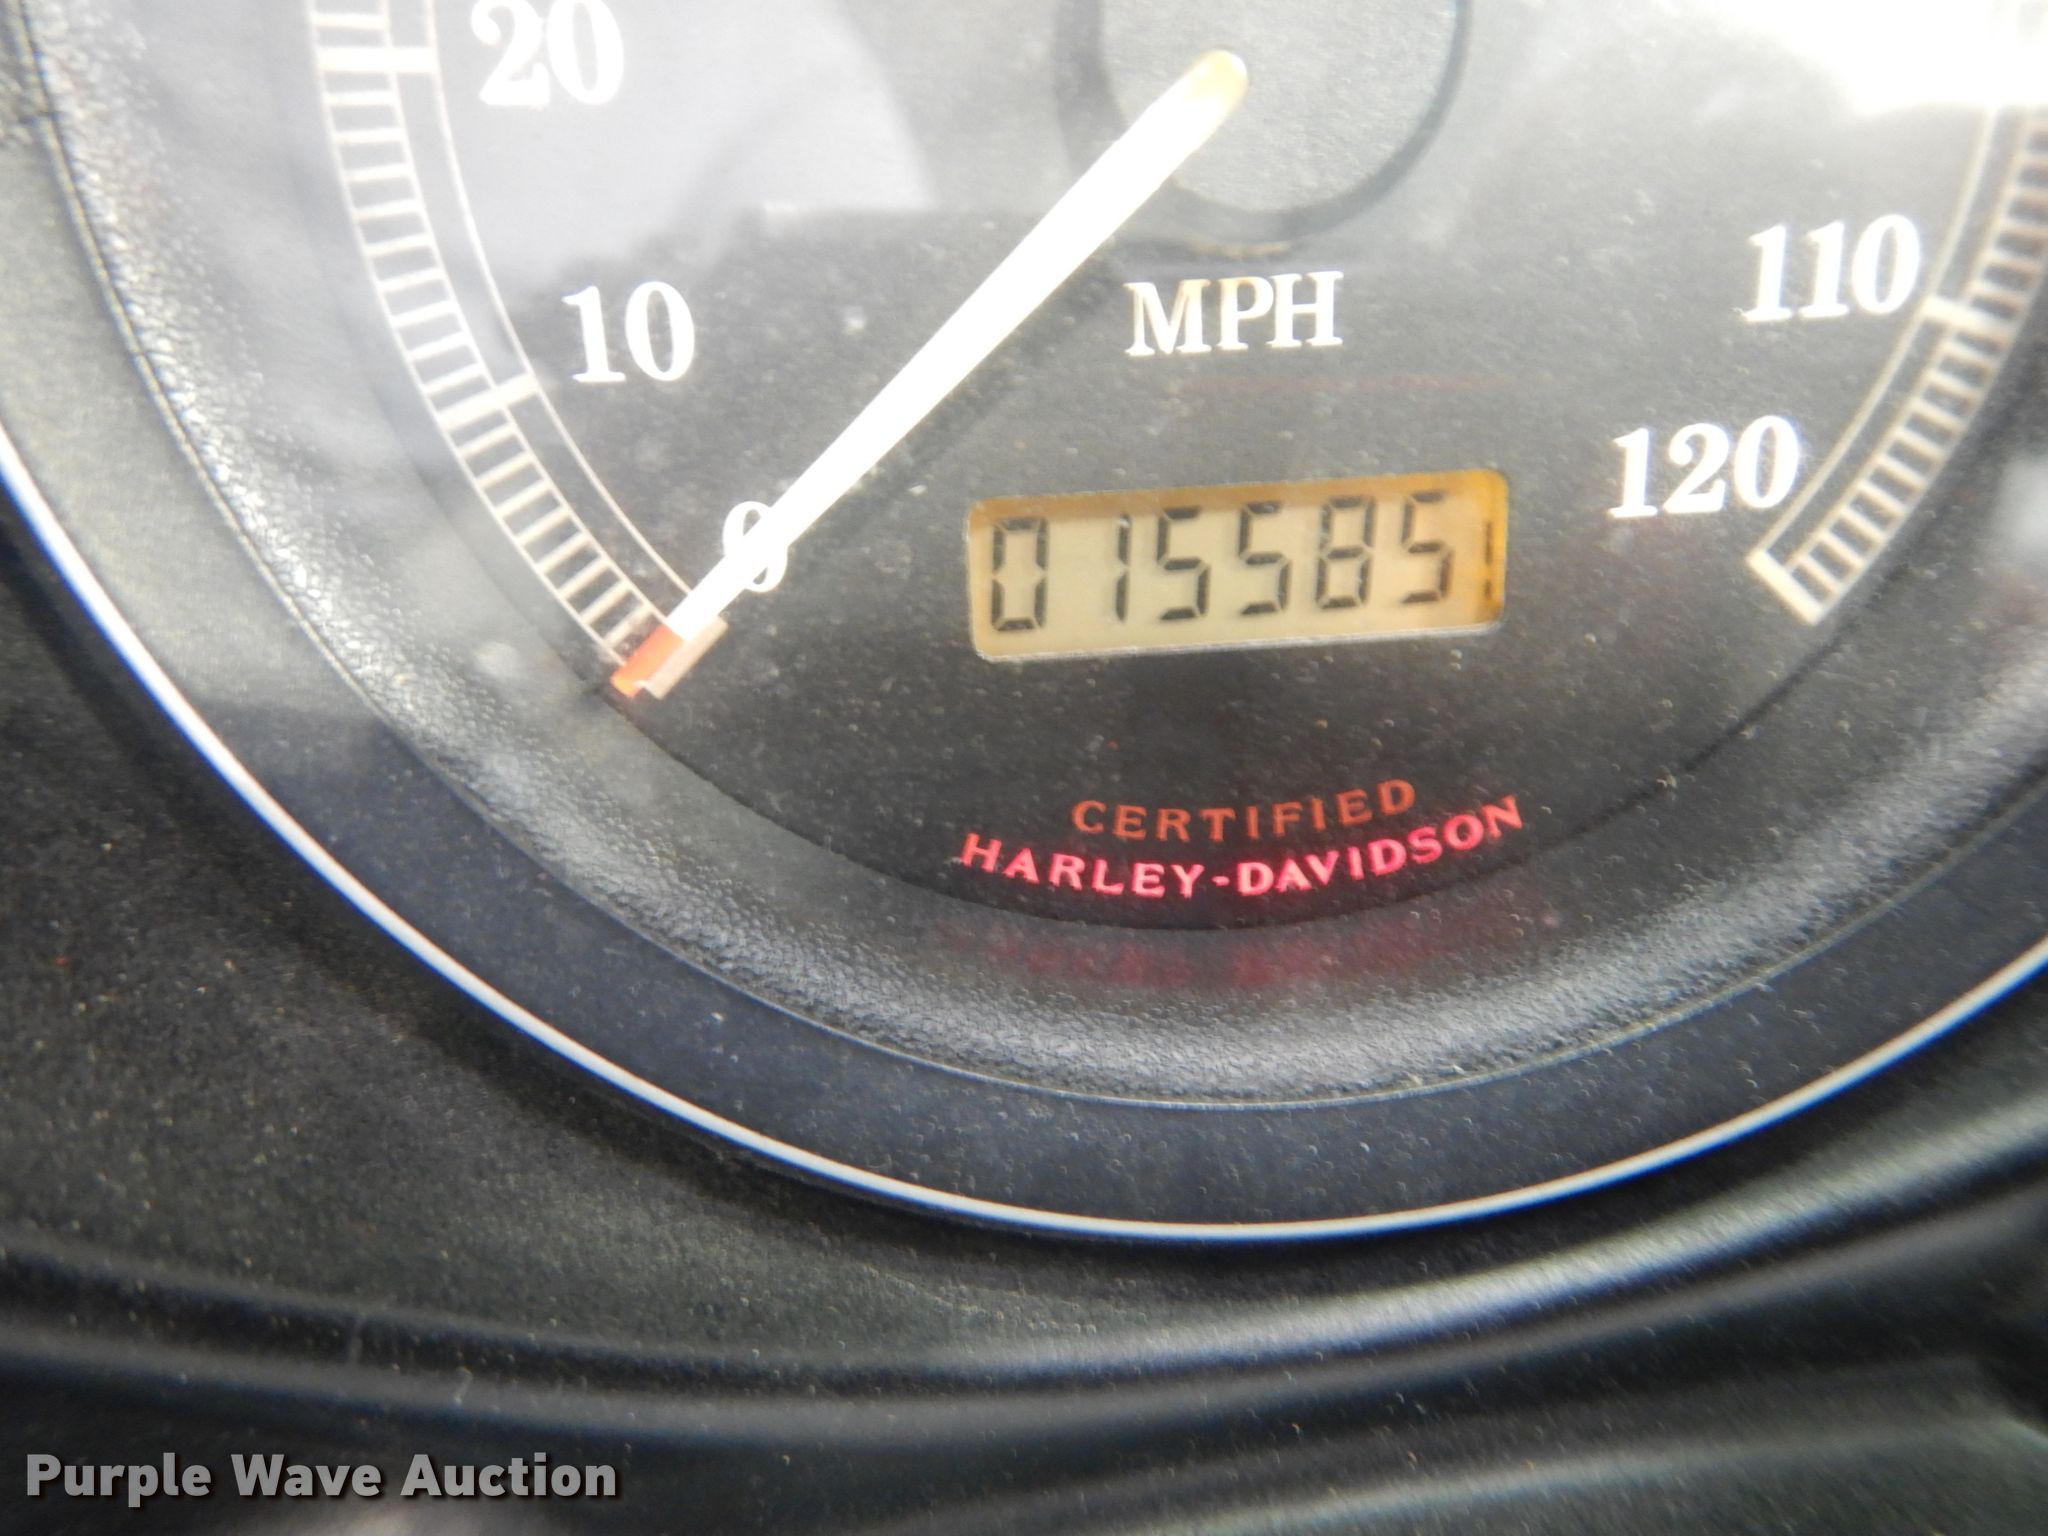 20
10
0
MPH
110
120
015585
CERTIFIED
HARLEY-DAVIDSON
Purple Wave Auction